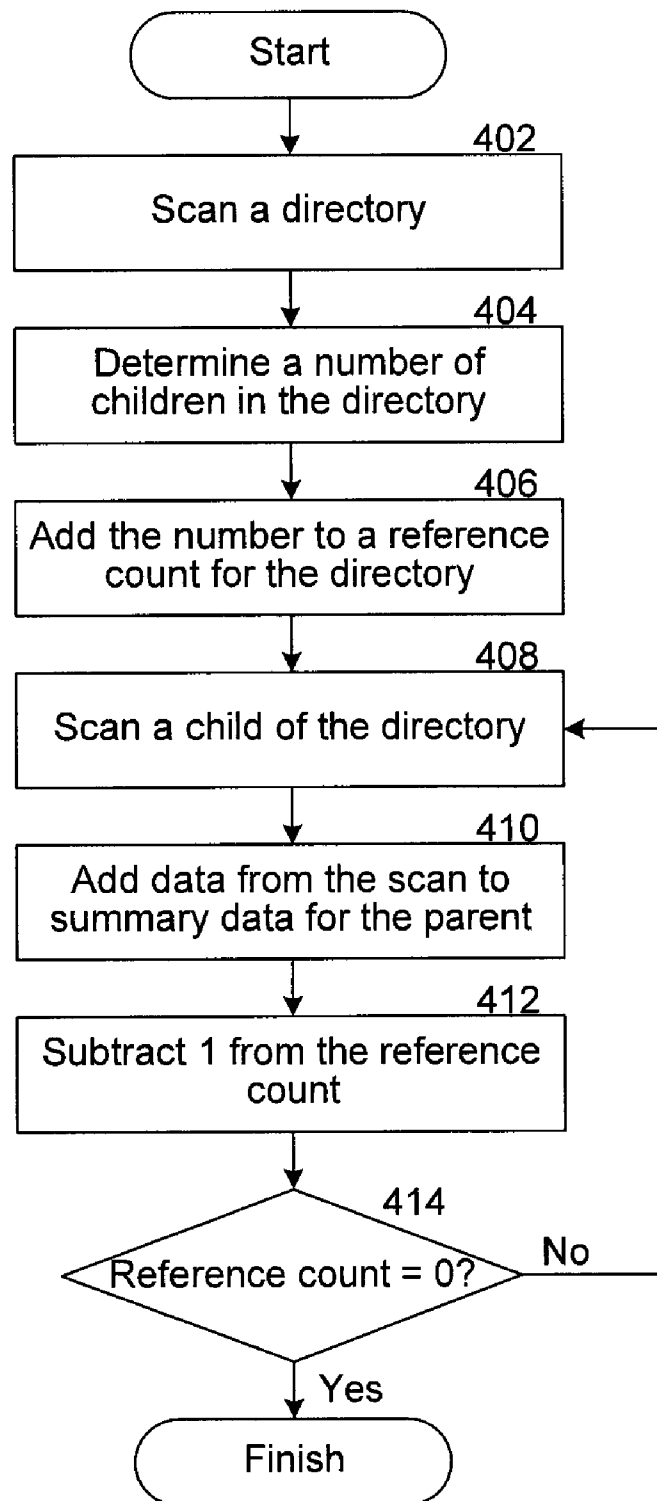 Start
402
Scan a directory
404
Determine a number of
children in the directory
406
Add the number to a reference
count for the directory
408
Scan a child of the directory
410
Add data from the scan to
summary data for the parent
412
Subtract 1 from the reference
count
414
Reference count = 0?
No
Yes
Finish